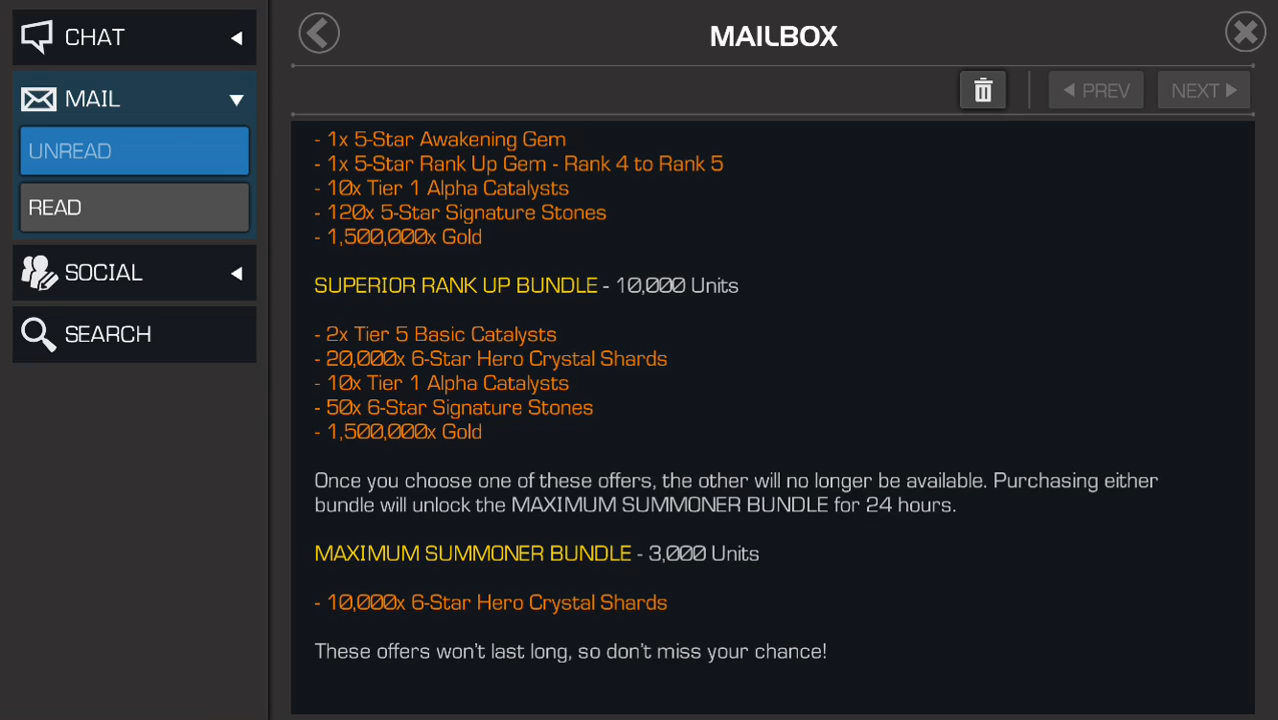 CHAT
MAIL
UNREAD
READ
SOCIAL
SEARCH
MAILBOX
PREV
NEXT
- 1x 5-Star Awakening Gem
- 1x 5-Star Rank Up Gem - Rank 4 to Rank 5
- 10x Tier 1 Alpha Catalysts
- 120x 5-Star Signature Stones
- 1,500,000x Gold
SUPERIOR RANK UP BUNDLE - 10,000 Units
- 2x Tier 5 Basic Catalysts
- 20,000x 6-Star Hero Crystal Shards
- 10x Tier 1 Alpha Catalysts
- 50x 6-Star Signature Stones
- 1,500,000x Gold
Once you choose one of these offers, the other will no longer be available. Purchasing either
bundle will unlock the MAXIMUM SUMMONER BUNDLE for 24 hours.
MAXIMUM SUMMONER BUNDLE - 3,000 Units
- 10,000x 6-Star Hero Crystal Shards
These offers won't last long, so don't miss your chance!